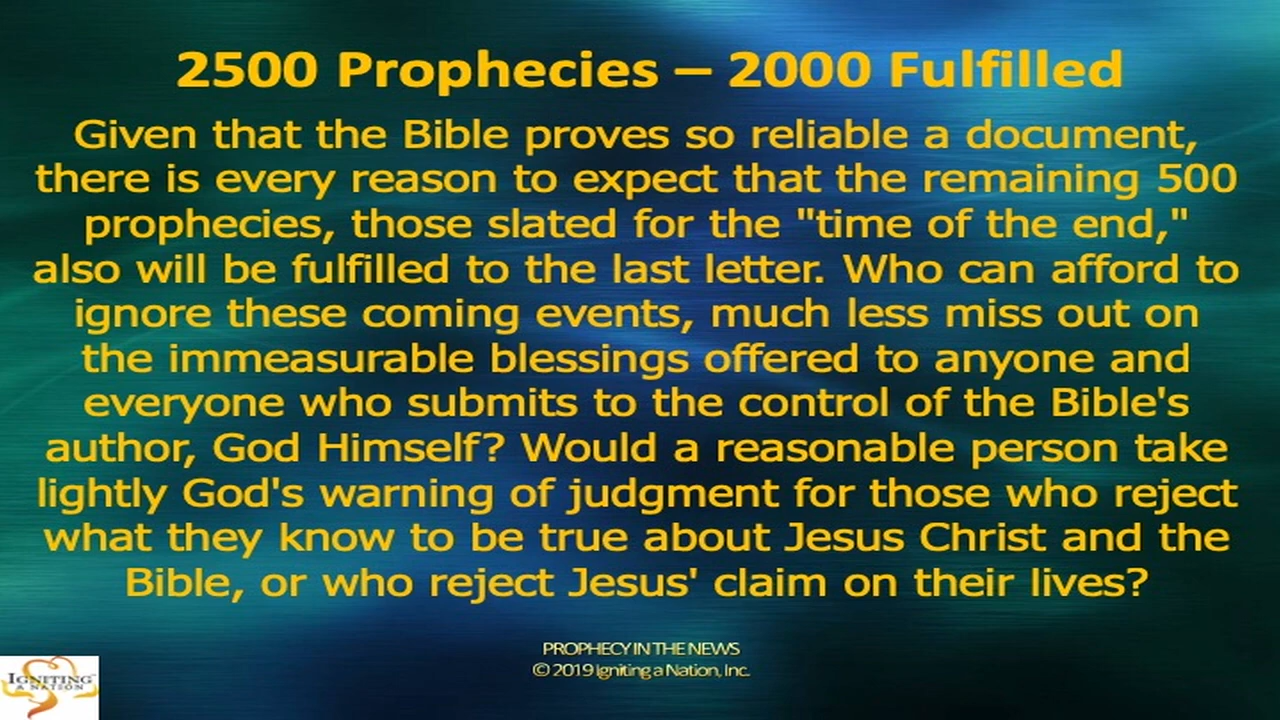 2500 Prophecies – 2000 Fulfilled
Given that the Bible proves so reliable a document,
there is every reason to expect that the remaining 500
prophecies, those slated for the "time of the end,"
also will be fulfilled to the last letter. Who can afford to
ignore these coming events, much less miss out on
the immeasurable blessings offered to anyone and
everyone who submits to the control of the Bible's
author, God Himself? Would a reasonable person take
lightly God's warning of judgment for those who reject
what they know to be true about Jesus Christ and the
Bible, or who reject Jesus' claim on their lives?
PROPHECY IN THE NEWS
© 2019 Igniting a Nation, Inc.
IGNITING
A NATION